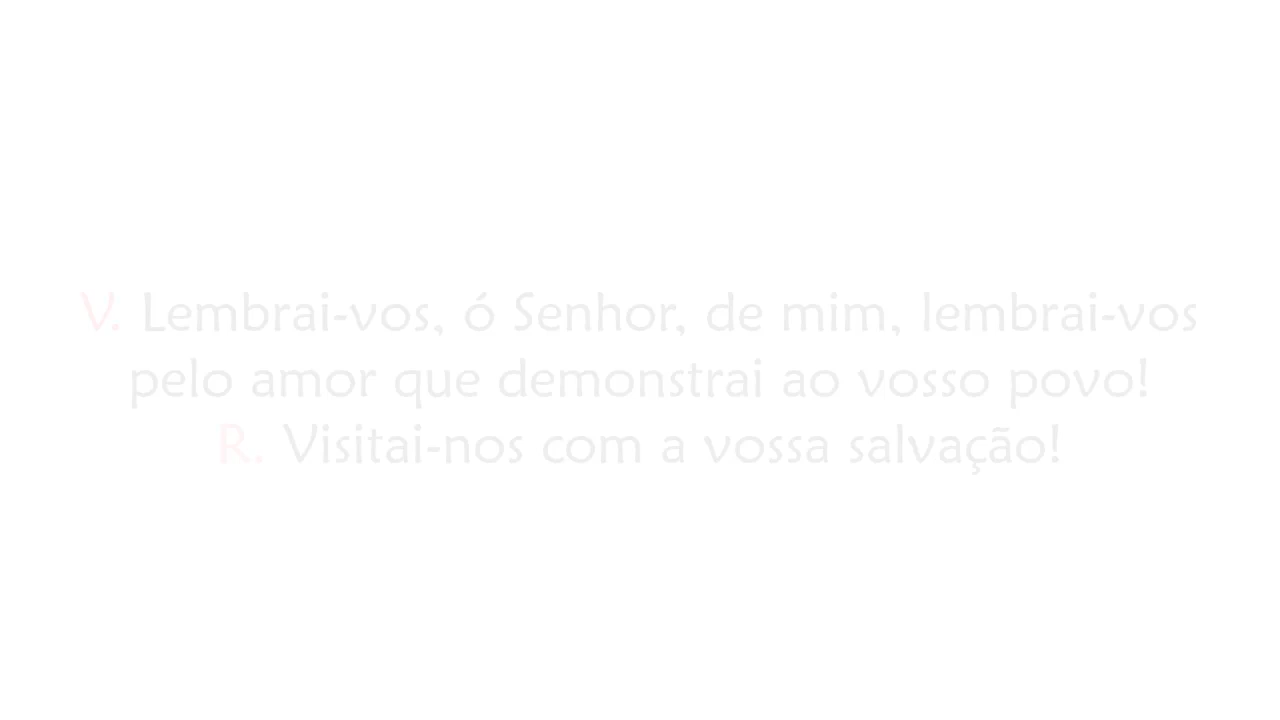 V. Lembrai-vos, ó Senhor, de mim, lembrai-vos
pelo amor que demonstrai ao vosso povo!
R. Visitai-nos com a vossa salvação!